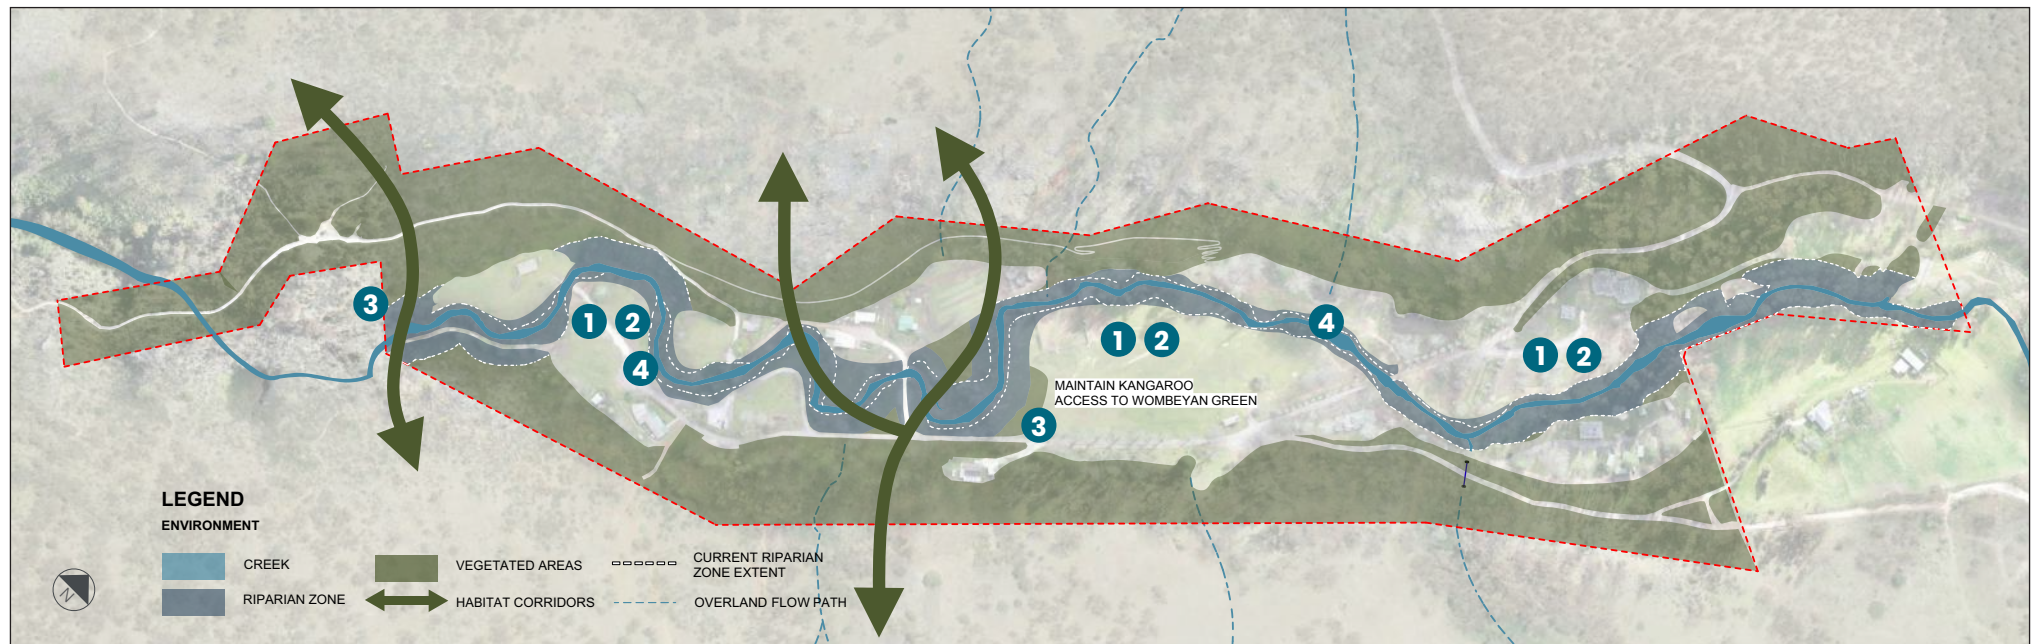 3
1
2
4
1
2
4
1
2
MAINTAIN KANGAROO
ACCESS TO WOMBEYAN GREEN
3
LEGEND
ENVIRONMENT
CREEK
RIPARIAN ZONE
VEGETATED AREAS
HABITAT CORRIDORS
CURRENT RIPARIAN
ZONE EXTENT
OVERLAND FLOW PATH
N